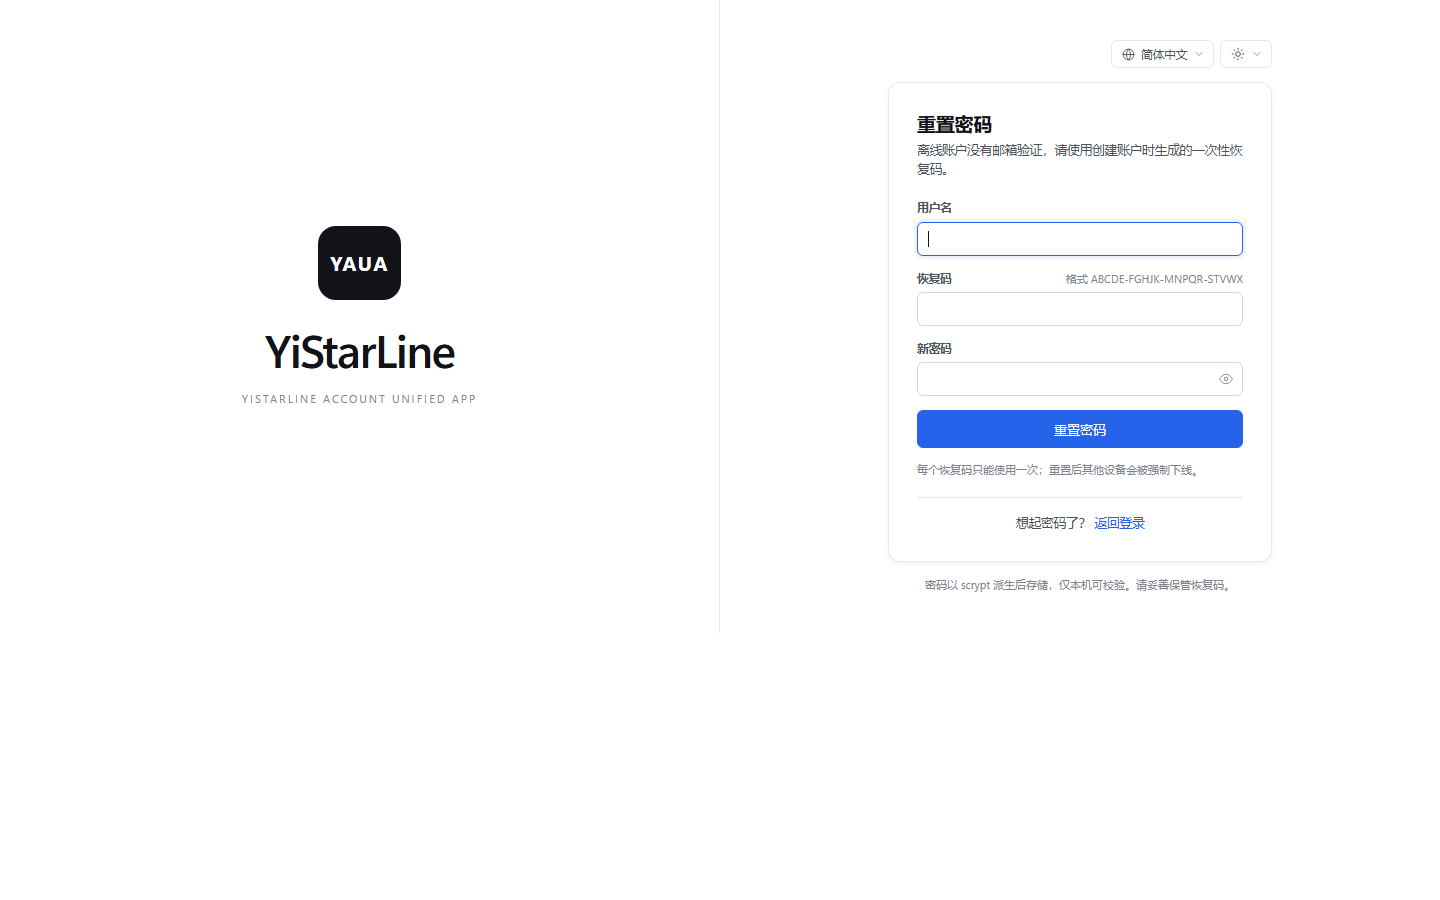 YAUA
YiStarLine
YISTARLINE ACCOUNT UNIFIED APP
简体中文
重置密码
离线账户没有邮箱验证，请使用创建账户时生成的一次性恢
复码。
用户名
恢复码 格式 ABCDE-FGHJK-MNPQR-STVWX
新密码
重置密码
每个恢复码只能使用一次；重置后其他设备会被强制下线。
想起密码了？ 返回登录
密码以 scrypt 派生后存储，仅本机可校验。请妥善保管恢复码。